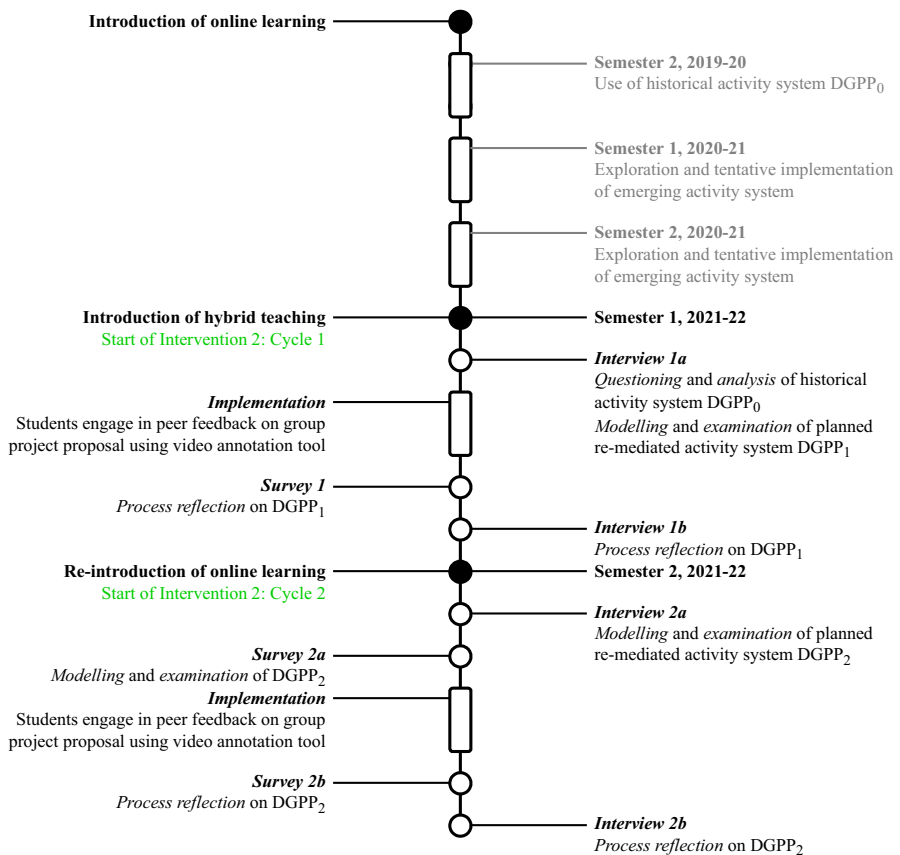 Introduction of online learning
Semester 2, 2019-20
Use of historical activity system DGPP0
Semester 1, 2020-21
Exploration and tentative implementation
of emerging activity system
Semester 2, 2020-21
Exploration and tentative implementation
of emerging activity system
Introduction of hybrid teaching
Start of Intervention 2: Cycle 1
Semester 1, 2021-22
Interview 1a
Questioning and analysis of historical
activity system DGPP0
Modelling and examination of planned
re-mediated activity system DGPP1
Implementation
Students engage in peer feedback on group
project proposal using video annotation tool
Survey 1
Process reflection on DGPP1
Interview 1b
Process reflection on DGPP1
Re-introduction of online learning
Start of Intervention 2: Cycle 2
Semester 2, 2021-22
Interview 2a
Modelling and examination of planned
re-mediated activity system DGPP2
Survey 2a
Modelling and examination of DGPP2
Implementation
Students engage in peer feedback on group
project proposal using video annotation tool
Survey 2b
Process reflection on DGPP2
Interview 2b
Process reflection on DGPP2